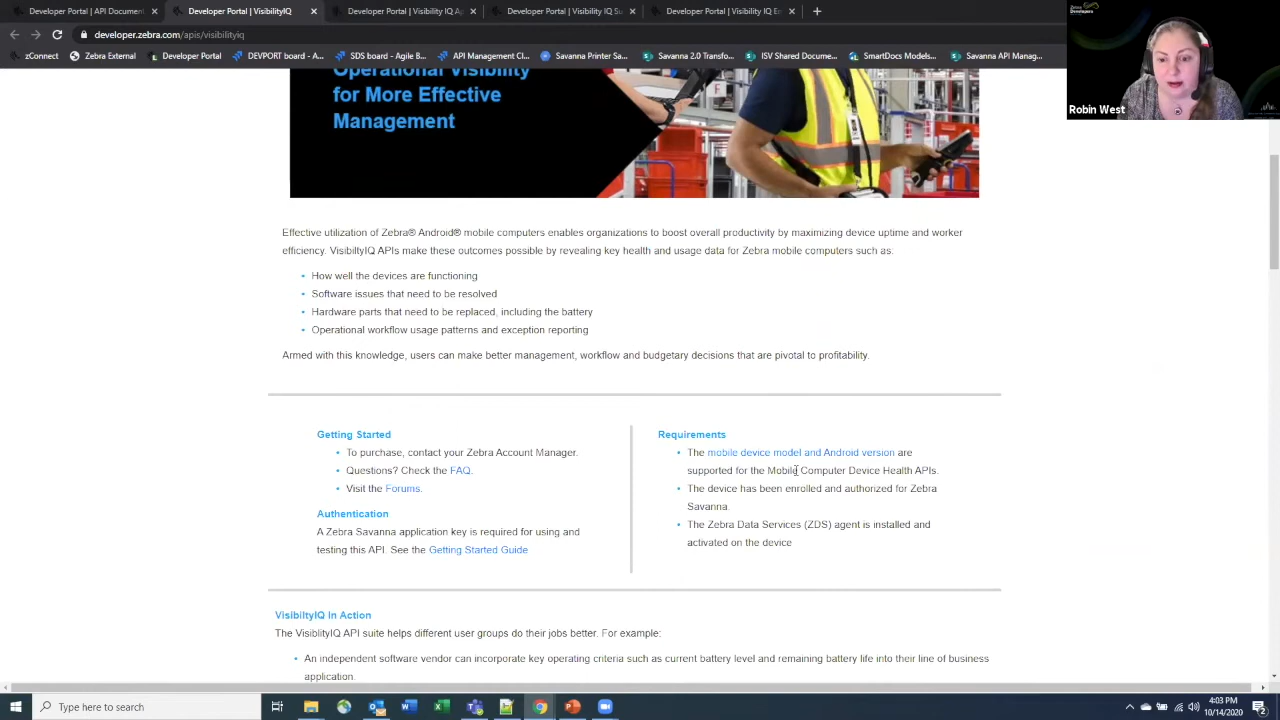 Developer Portal | API Document
Developer Portal | VisibilityIQ
Developer Portal | Visibility IQ Ap
Developer Portal | Visibility IQ Su
Developer Portal | Visibility IQ En
developer.zebra.com/apis/visibilityiq
xConnect
Zebra External
Developer Portal
DEVPORT board - A...
SDS board - Agile B...
API Management Cl...
Savanna Printer Sa...
Savanna 2.0 Transfo...
ISV Shared Docume...
SmartDocs Models...
Savanna API Manag...
Robin West
Operational Visibility
for More Effective
Management
Effective utilization of Zebra® Android® mobile computers enables organizations to boost overall productivity by maximizing device uptime and worker
efficiency. VisibiltyIQ APIs make these outcomes possible by revealing key health and usage data for Zebra mobile computers such as:
How well the devices are functioning
Software issues that need to be resolved
Hardware parts that need to be replaced, including the battery
Operational workflow usage patterns and exception reporting
Armed with this knowledge, users can make better management, workflow and budgetary decisions that are pivotal to profitability.
Getting Started
To purchase, contact your Zebra Account Manager.
Questions? Check the FAQ.
Visit the Forums.
Authentication
A Zebra Savanna application key is required for using and
testing this API. See the Getting Started Guide
Requirements
The mobile device model and Android version are
supported for the Mobile Computer Device Health APIs.
The device has been enrolled and authorized for Zebra
Savanna.
The Zebra Data Services (ZDS) agent is installed and
activated on the device
VisibiltyIQ In Action
The VisiblityIQ API suite helps different user groups do their jobs better. For example:
An independent software vendor can incorporate key operating criteria such as current battery level and remaining battery life into their line of business
application.
Type here to search
4:03 PM
10/14/2020